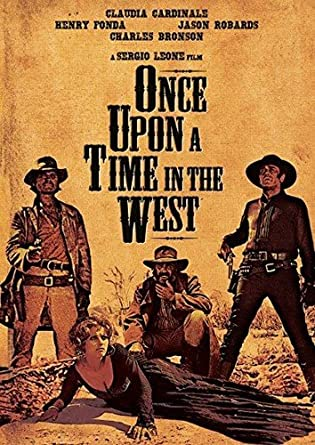 CLAUDIA CARDINALE
HENRY FONDA JASON ROBARDS
CHARLES BRONSON
A SERGIO LEONE FILM
ONCE
UPON A
TIME IN THE
WEST